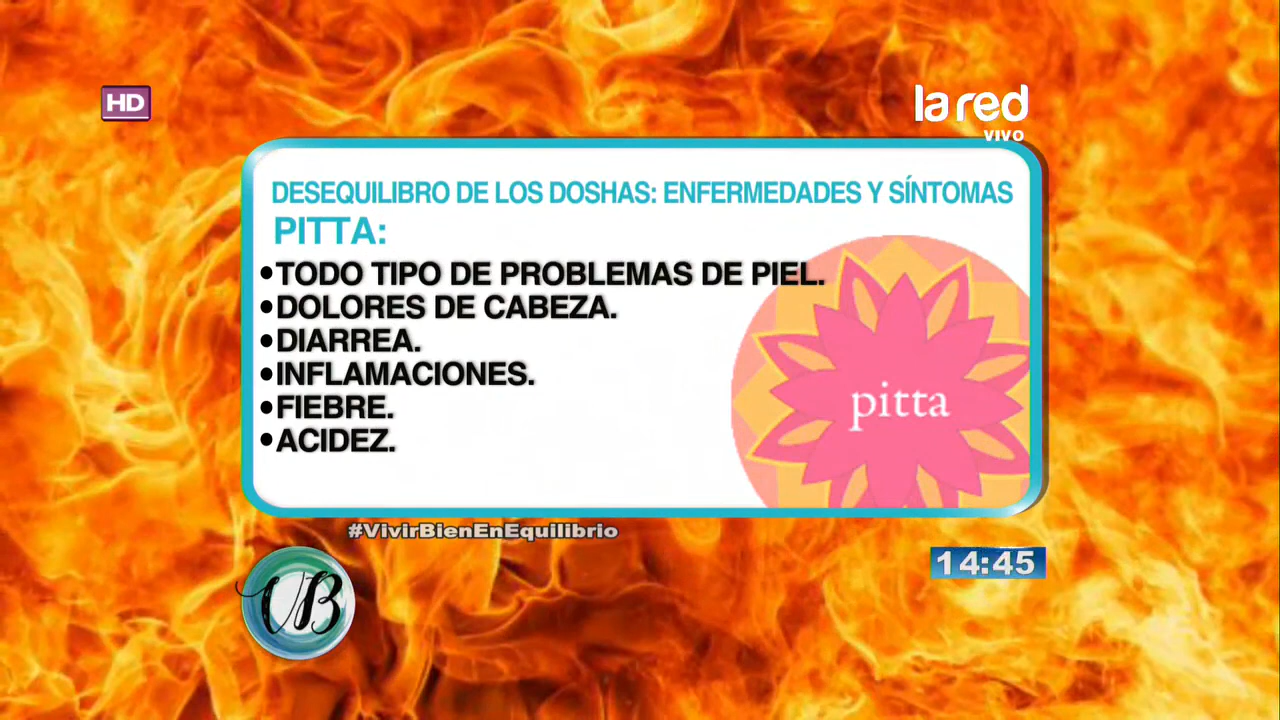 HD
la red
VIVO
DESEQUILIBRO DE LOS DOSHAS: ENFERMEDADES Y SÍNTOMAS
PITTA:
•TODO TIPO DE PROBLEMAS DE PIEL.
•DOLORES DE CABEZA.
•DIARREA.
•INFLAMACIONES.
•FIEBRE.
•ACIDEZ.
pitta
#VivirBienEnEquilibrio
14:45
VB